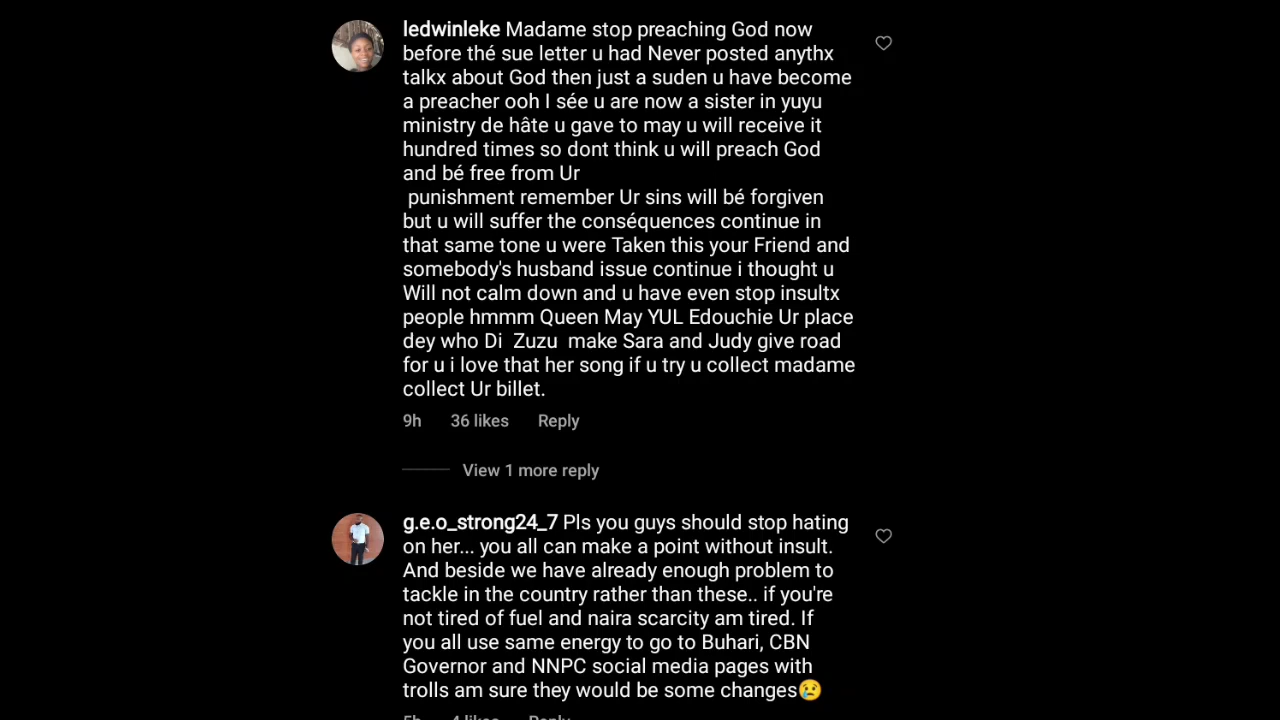 ledwinleke Madame stop preaching God now
before thé sue letter u had Never posted anythx
talkx about God then just a suden u have become
a preacher ooh I sée u are now a sister in yuyu
ministry de hâte u gave to may u will receive it
hundred times so dont think u will preach God
and bé free from Ur
punishment remember Ur sins will bé forgiven
but u will suffer the conséquences continue in
that same tone u were Taken this your Friend and
somebody's husband issue continue i thought u
Will not calm down and u have even stop insultx
people hmmm Queen May YUL Edouchie Ur place
dey who Di Zuzu make Sara and Judy give road
for u i love that her song if u try u collect madame
collect Ur billet.
9h 36 likes Reply
View 1 more reply
g.e.o_strong24_7 Pls you guys should stop hating
on her... you all can make a point without insult.
And beside we have already enough problem to
tackle in the country rather than these.. if you're
not tired of fuel and naira scarcity am tired. If
you all use same energy to go to Buhari, CBN
Governor and NNPC social media pages with
trolls am sure they would be some changes😢
5h 4 likes Reply